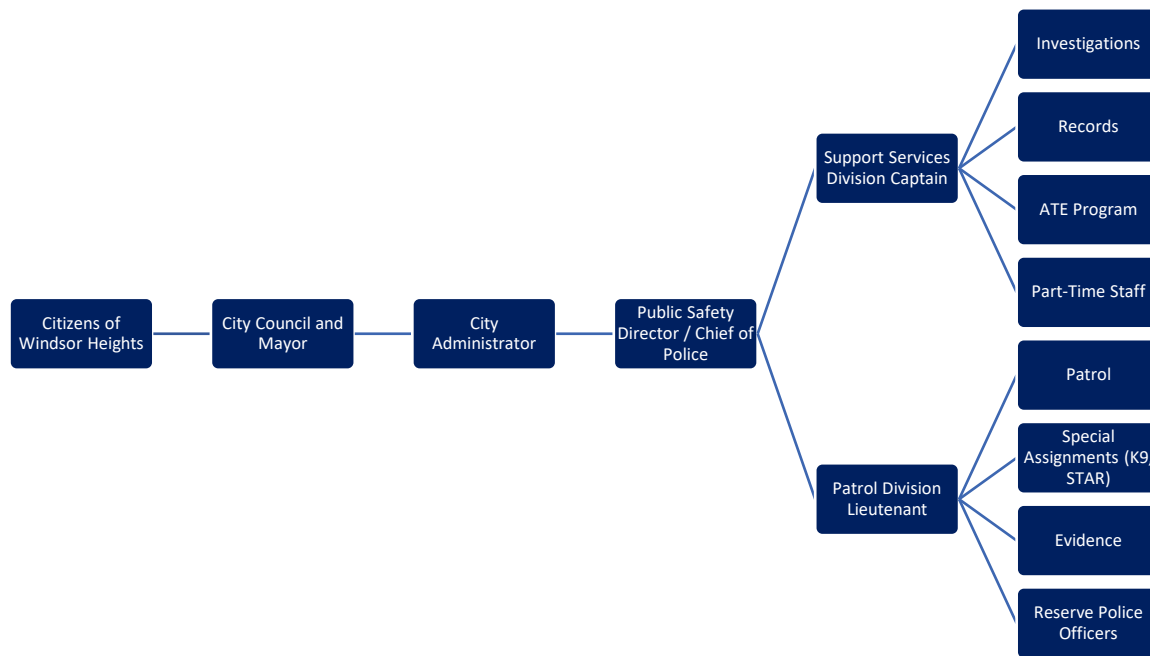 Citizens of
Windsor Heights
City Council and
Mayor
City
Administrator
Public Safety
Director / Chief of
Police
Support Services
Division Captain
Investigations
Records
ATE Program
Part-Time Staff
Patrol Division
Lieutenant
Patrol
Special
Assignments (K9,
STAR)
Evidence
Reserve Police
Officers